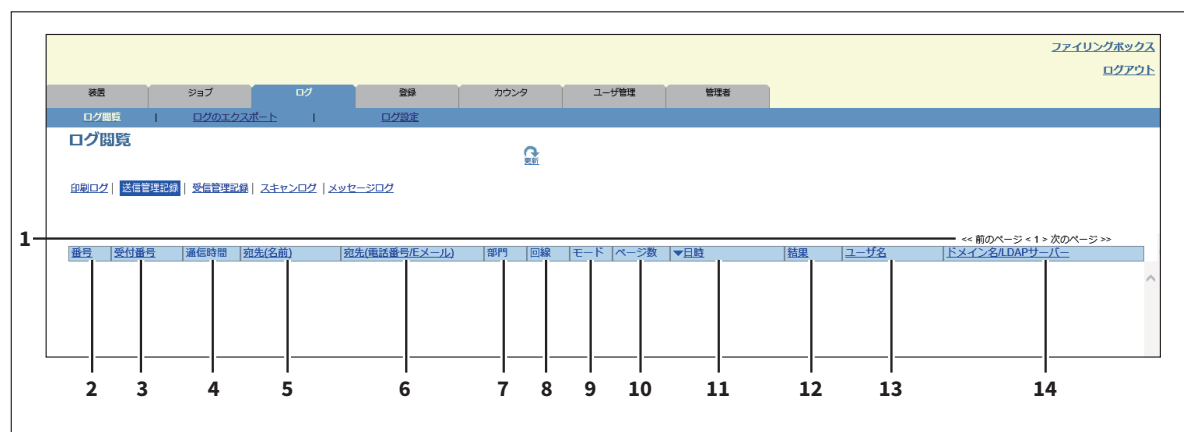 ファイリングボックス
ログアウト
装置 ジョブ ログ 登録 カウンタ ユーザ管理 管理者
ログ閲覧 | ログのエクスポート | ログ設定
ログ閲覧
更新
印刷ログ | 送信管理記録 | 受信管理記録 | スキャンログ | メッセージログ
1
<< 前のページ < 1 > 次のページ >>
番号 受付番号 通信時間 宛先(名前) 宛先(電話番号/Eメール) 部門 回線 モード ページ数 ▼日時 結果 ユーザ名 ドメイン名/LDAPサーバー
2 3 4 5 6 7 8 9 10 11 12 13 14